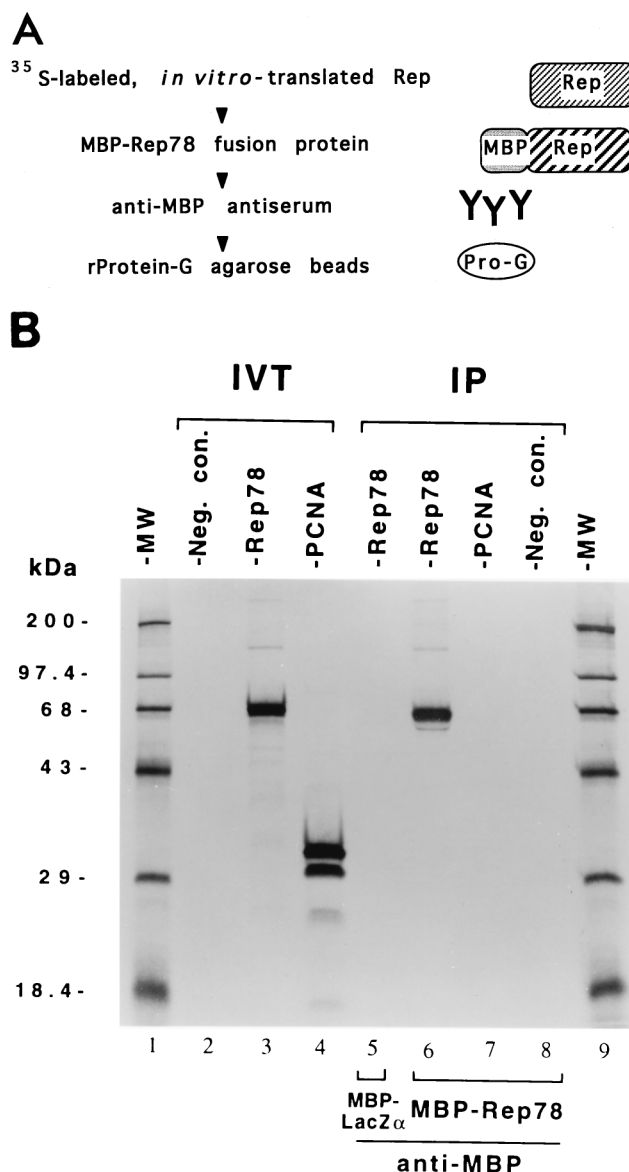 A
³⁵S-labeled, in vitro-translated Rep
Rep
MBP-Rep78 fusion protein
MBP Rep
anti-MBP antiserum
YYY
rProtein-G agarose beads
Pro-G
B
IVT IP
-MW -Neg. con. -Rep78 -PCNA -Rep78 -Rep78 -PCNA -Neg. con. -MW
kDa
200-
97.4-
68-
43-
29-
18.4-
1 2 3 4 5 6 7 8 9
MBP-
LacZα
MBP-Rep78
anti-MBP